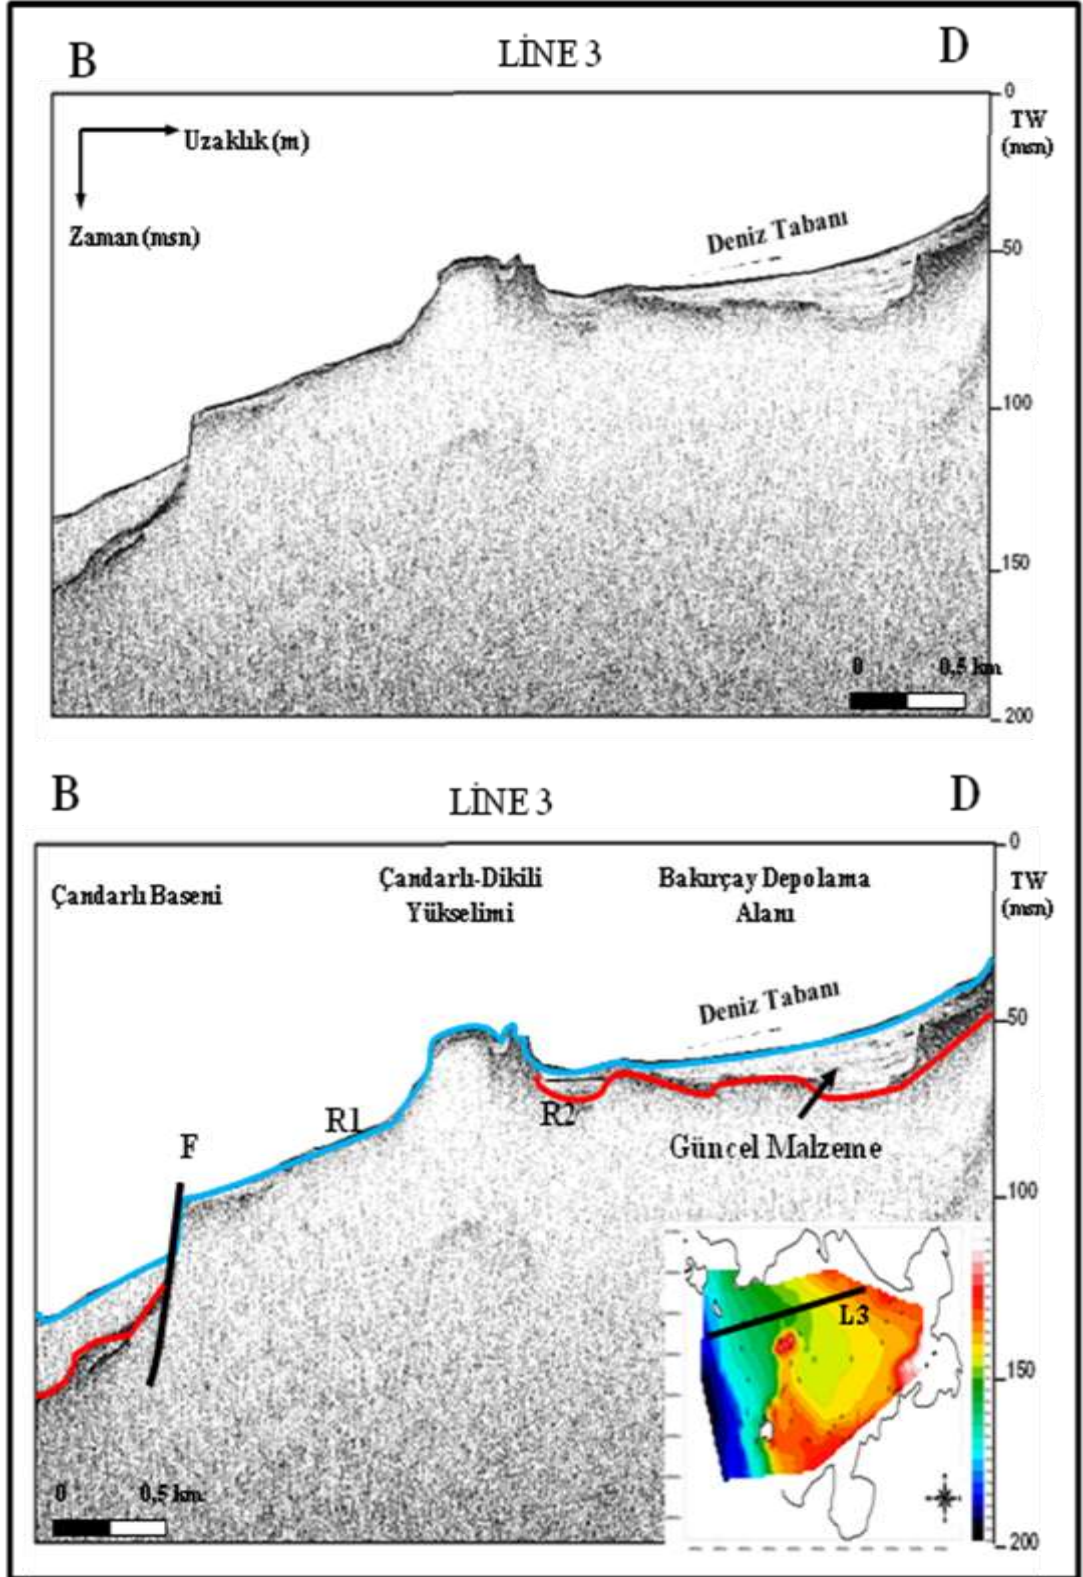 B
LİNE 3
D
0
TW
(msn)
Uzaklık (m)
Zaman (msn)
Deniz Tabanı
50
100
150
0 0,5 km
200
B
LİNE 3
D
0
TW
(msn)
Çandarlı Baseni
Çandarlı-Dikili
Yükselimi
Bakırçay Depolama
Alanı
Deniz Tabanı
50
R1
R2
F
Güncel Malzeme
100
L3
150
0 0,5 km
200